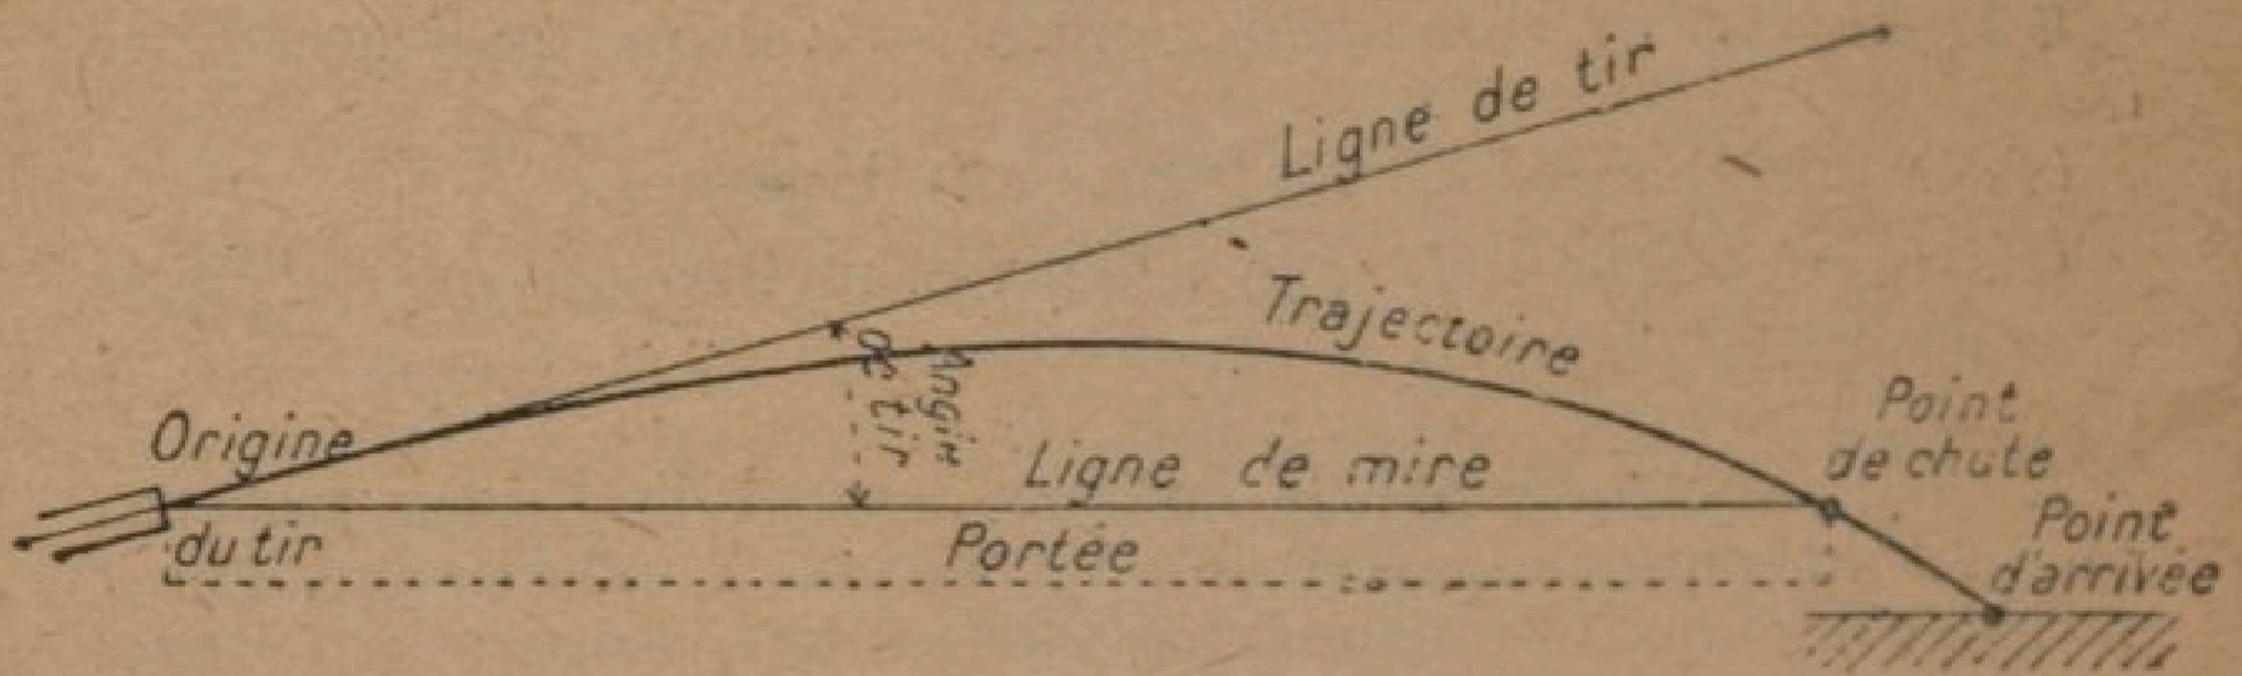 Ligne de tir
Trajectoire
Angle
de tir
Origine
du tir
Ligne de mire
Portée
Point
de chute
Point
d'arrivée